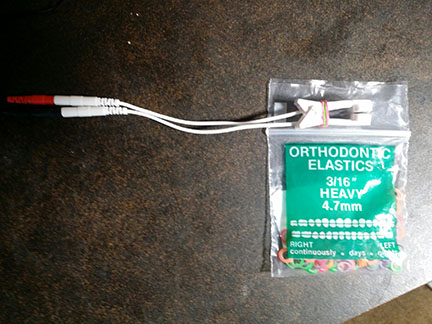 ORTHODONTIC
ELASTICS
3/16"
HEAVY
4.7mm
RIGHT LEFT
continuously days